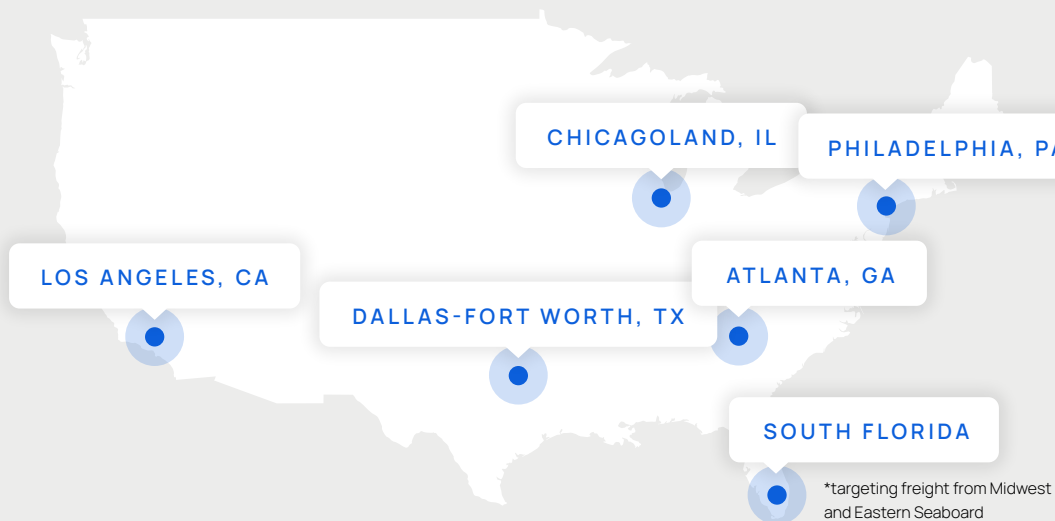 CHICAGOLAND, IL
PHILADELPHIA, PA
LOS ANGELES, CA
ATLANTA, GA
DALLAS-FORT WORTH, TX
SOUTH FLORIDA
*targeting freight from Midwest
and Eastern Seaboard